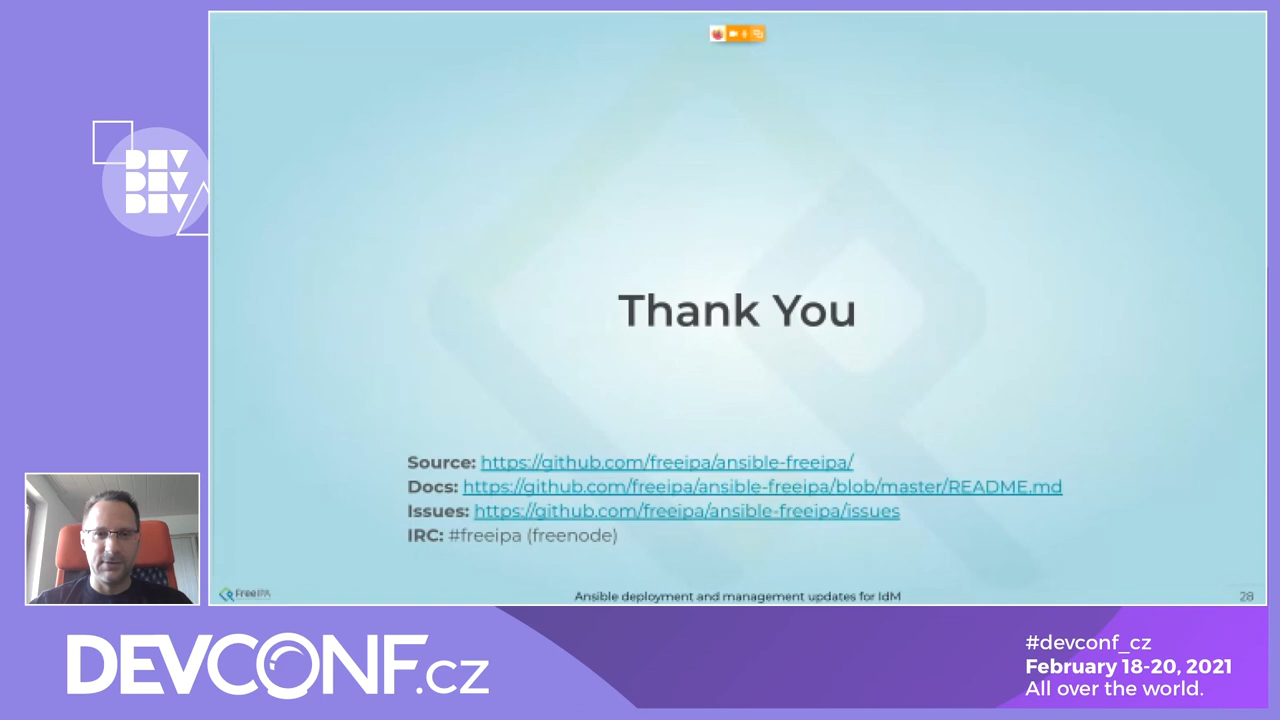 DEV
DEV
DEV
Thank You
Source: https://github.com/freeipa/ansible-freeipa/
Docs: https://github.com/freeipa/ansible-freeipa/blob/master/README.md
Issues: https://github.com/freeipa/ansible-freeipa/issues
IRC: #freeipa (freenode)
FreeIPA
Ansible deployment and management updates for IdM
28
DEVCONF.cz
#devconf_cz
February 18-20, 2021
All over the world.